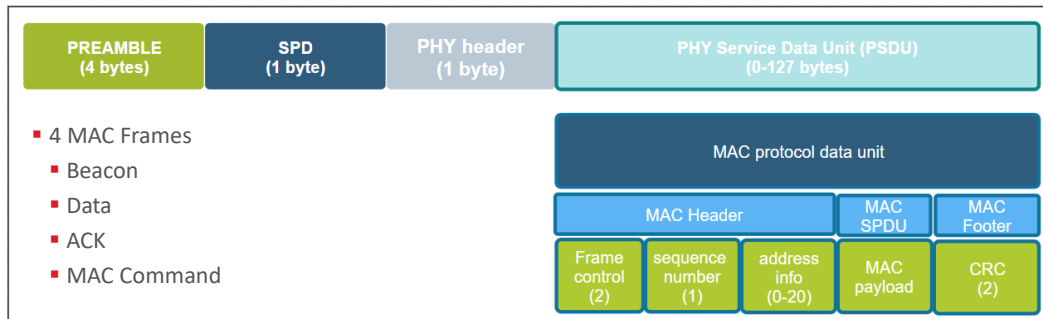 PREAMBLE
(4 bytes)
SPD
(1 byte)
PHY header
(1 byte)
PHY Service Data Unit (PSDU)
(0-127 bytes)
4 MAC Frames
Beacon
Data
ACK
MAC Command
MAC protocol data unit
MAC Header
MAC
SPDU
MAC
Footer
Frame
control
(2)
sequence
number
(1)
address
info
(0-20)
MAC
payload
CRC
(2)